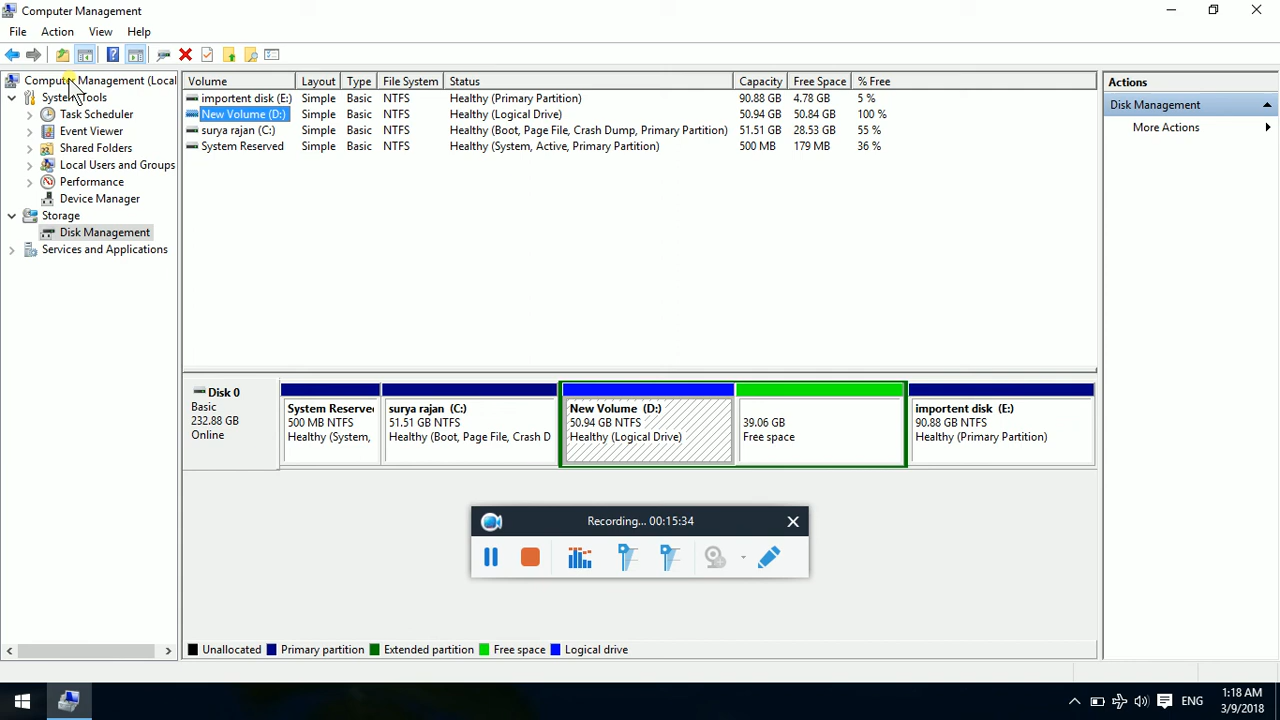 Computer Management
File Action View Help
Computer Management (Local
System Tools
Task Scheduler
Event Viewer
Shared Folders
Local Users and Groups
Performance
Device Manager
Storage
Disk Management
Services and Applications
Volume Layout Type File System Status Capacity Free Space % Free
importent disk (E:) Simple Basic NTFS Healthy (Primary Partition) 90.88 GB 4.78 GB 5 %
New Volume (D:) Simple Basic NTFS Healthy (Logical Drive) 50.94 GB 50.84 GB 100 %
surya rajan (C:) Simple Basic NTFS Healthy (Boot, Page File, Crash Dump, Primary Partition) 51.51 GB 28.53 GB 55 %
System Reserved Simple Basic NTFS Healthy (System, Active, Primary Partition) 500 MB 179 MB 36 %
Actions
Disk Management
More Actions
Disk 0
Basic
232.88 GB
Online
System Reserve
500 MB NTFS
Healthy (System,
surya rajan (C:)
51.51 GB NTFS
Healthy (Boot, Page File, Crash D
New Volume (D:)
50.94 GB NTFS
Healthy (Logical Drive)
39.06 GB
Free space
importent disk (E:)
90.88 GB NTFS
Healthy (Primary Partition)
Recording... 00:15:34
Unallocated Primary partition Extended partition Free space Logical drive
ENG
1:18 AM
3/9/2018